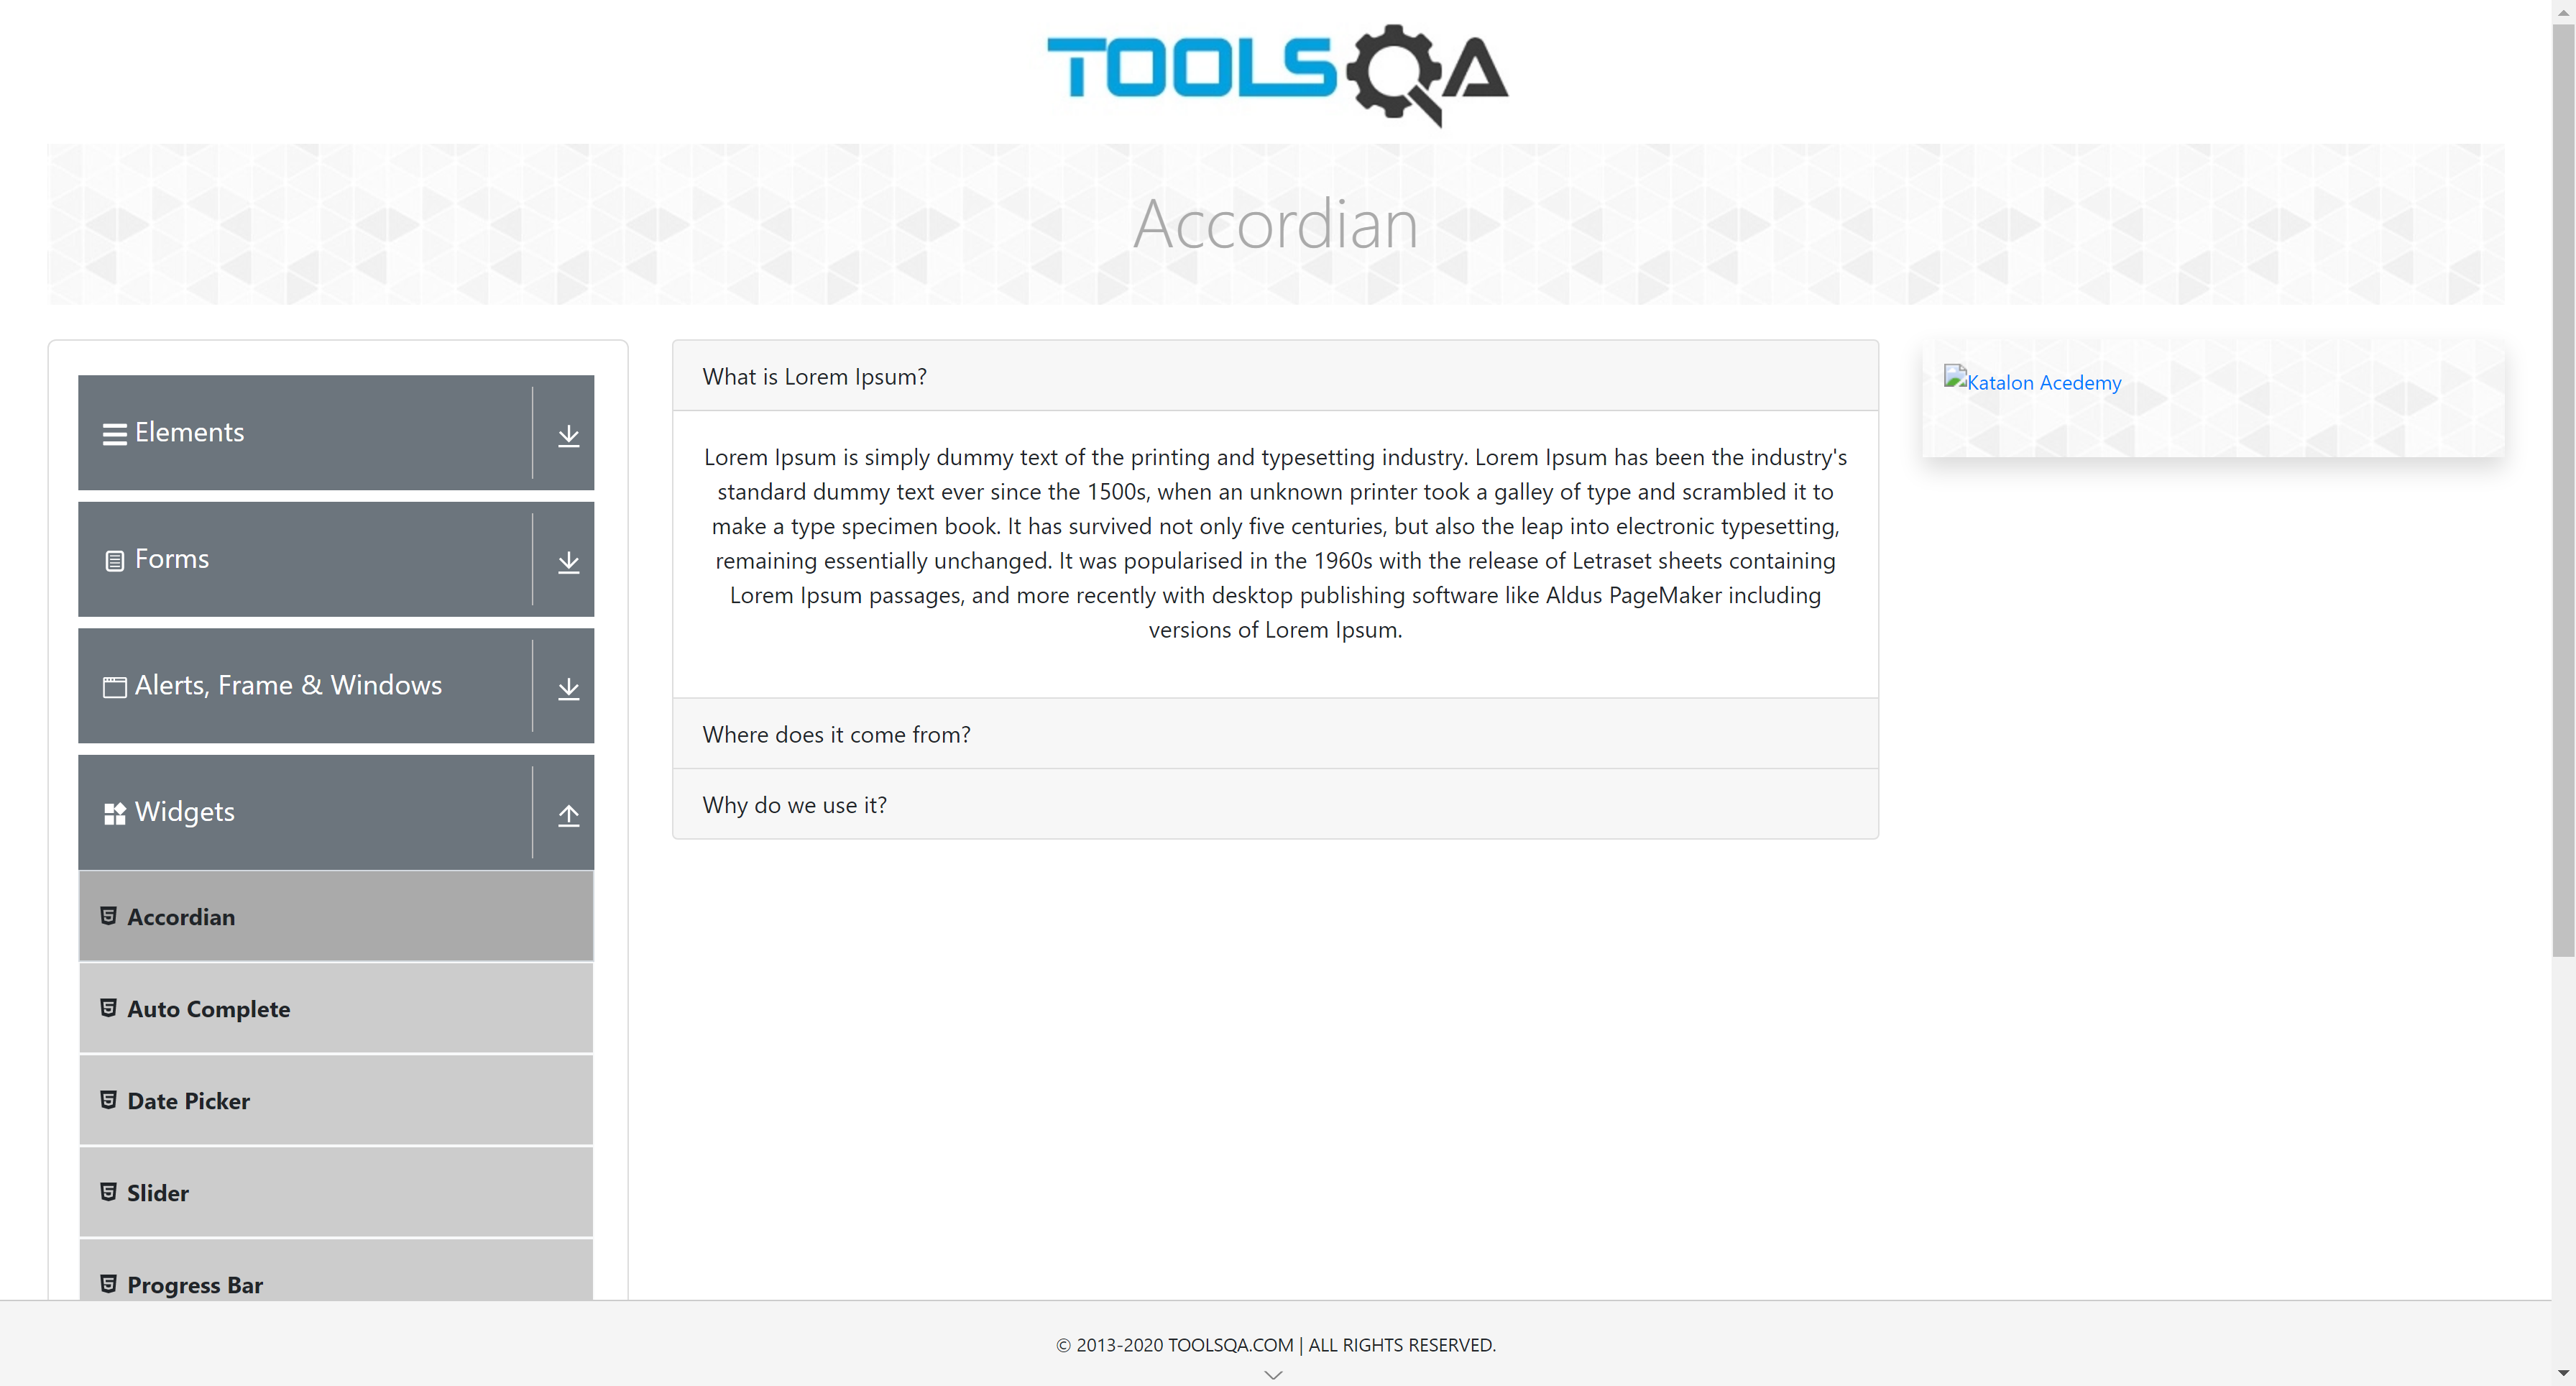 TOOLSQA
Accordian
Elements
Forms
Alerts, Frame & Windows
Widgets
Accordian
Auto Complete
Date Picker
Slider
Progress Bar
What is Lorem Ipsum?
Lorem Ipsum is simply dummy text of the printing and typesetting industry. Lorem Ipsum has been the industry's
standard dummy text ever since the 1500s, when an unknown printer took a galley of type and scrambled it to
make a type specimen book. It has survived not only five centuries, but also the leap into electronic typesetting,
remaining essentially unchanged. It was popularised in the 1960s with the release of Letraset sheets containing
Lorem Ipsum passages, and more recently with desktop publishing software like Aldus PageMaker including
versions of Lorem Ipsum.
Where does it come from?
Why do we use it?
Katalon Acedemy
© 2013-2020 TOOLSQA.COM | ALL RIGHTS RESERVED.